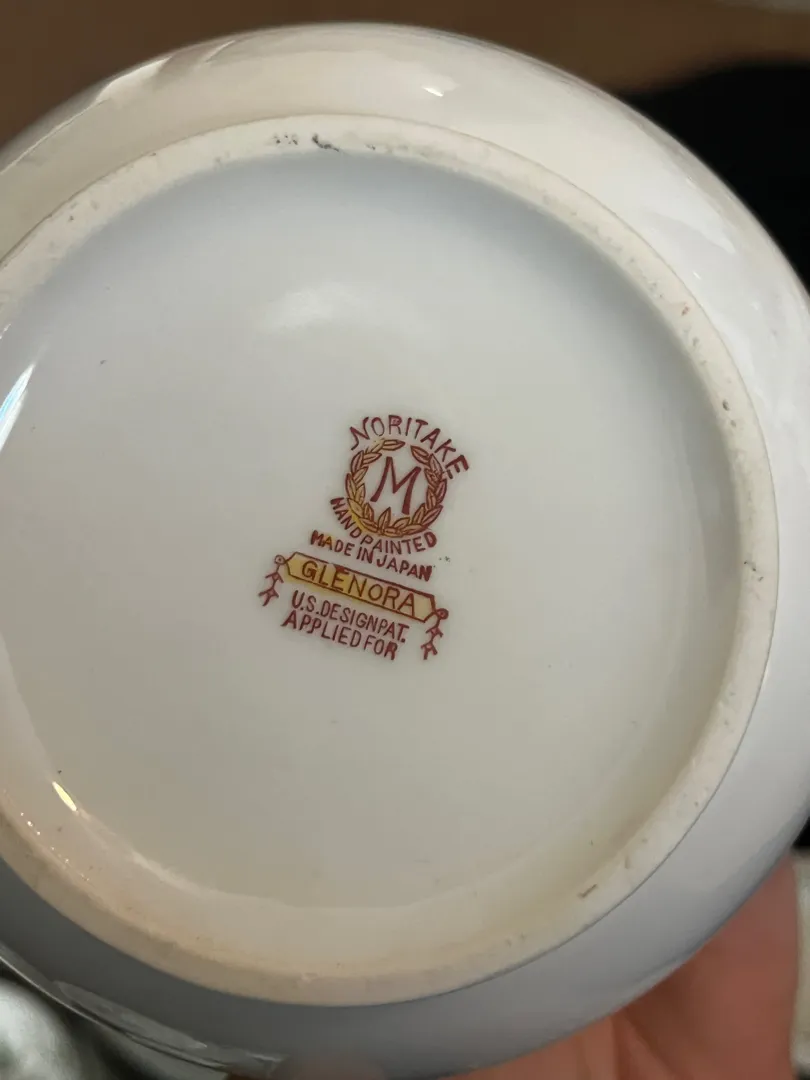 NORITAKE
M
HAND PAINTED
MADE IN JAPAN
GLENORA
U.S. DESIGN PAT.
APPLIED FOR